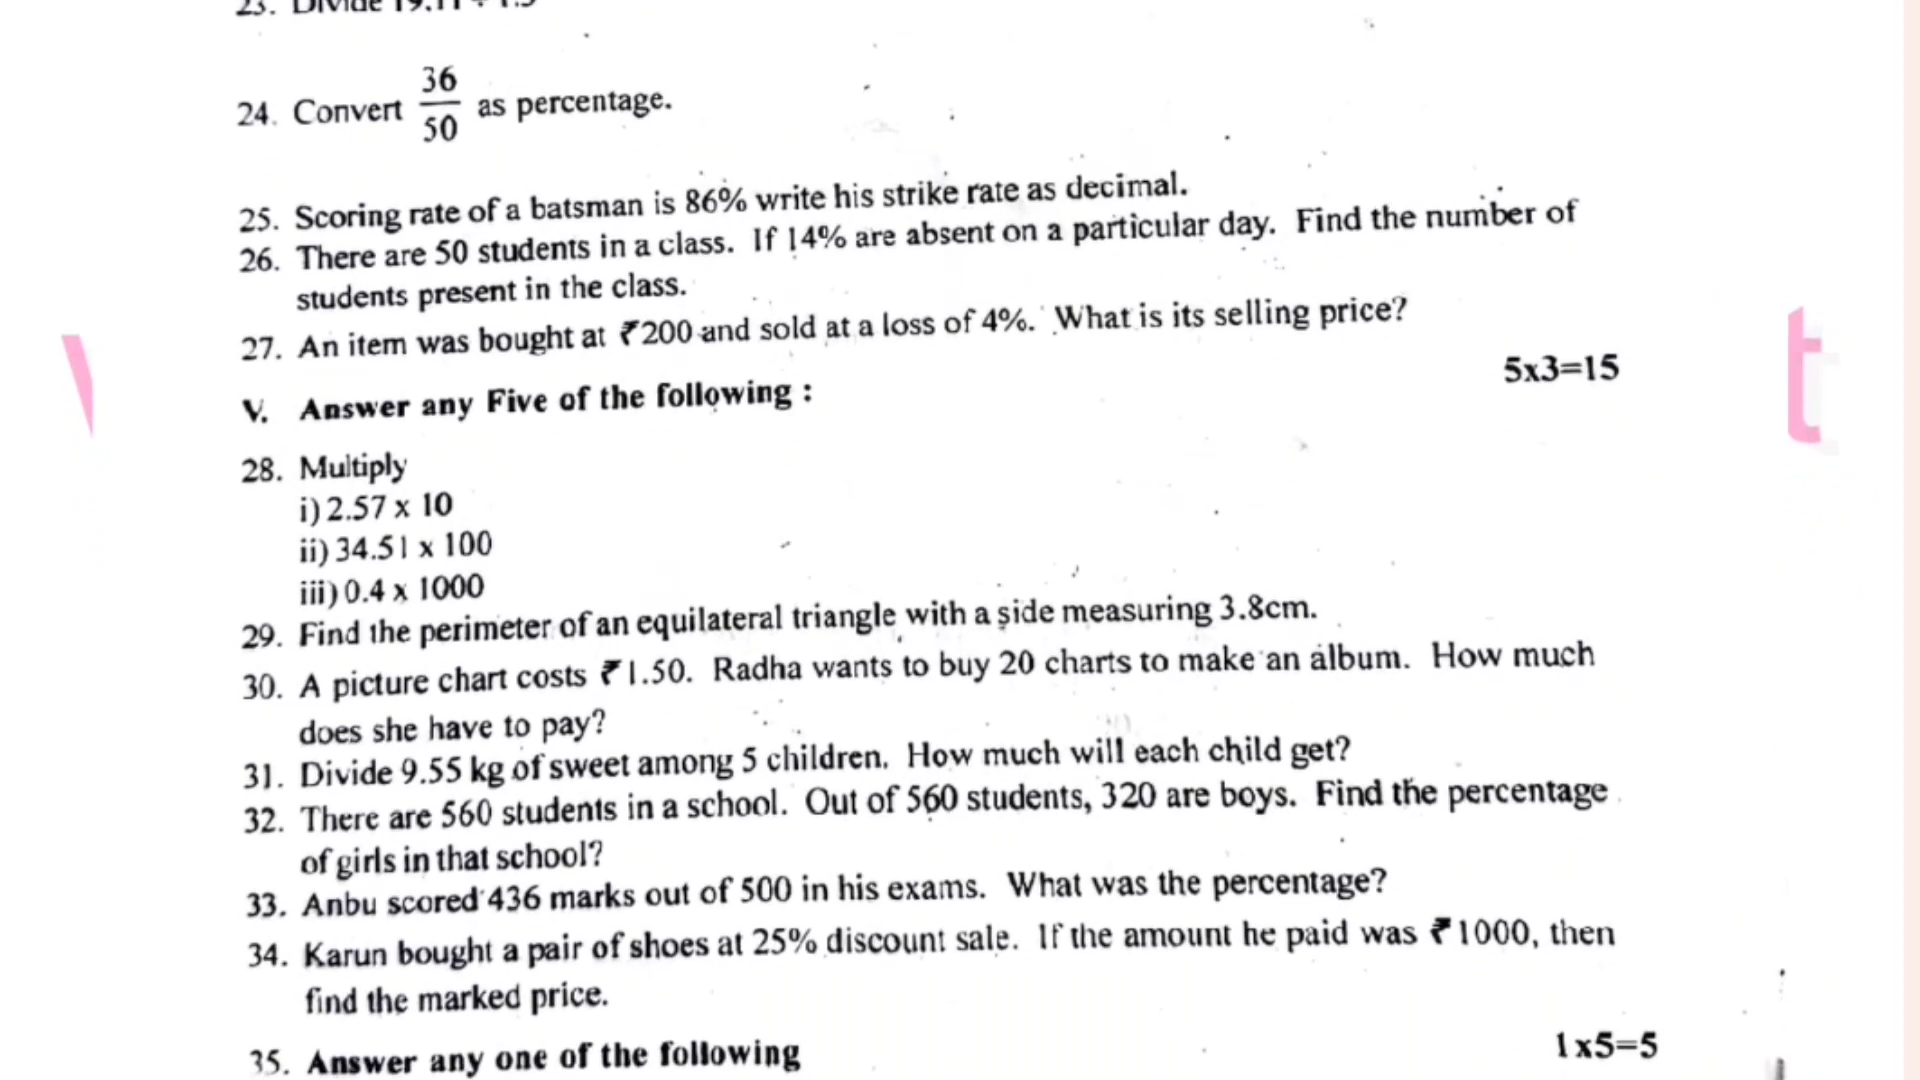 23. Divide 19.11 ÷ 1.3
24. Convert 36/50 as percentage.
25. Scoring rate of a batsman is 86% write his strike rate as decimal.
26. There are 50 students in a class. If 14% are absent on a particular day. Find the number of
students present in the class.
27. An item was bought at ₹200 and sold at a loss of 4%. What is its selling price?
5x3=15
V. Answer any Five of the following :
28. Multiply
i) 2.57 x 10
ii) 34.51 x 100
iii) 0.4 x 1000
29. Find the perimeter of an equilateral triangle with a side measuring 3.8cm.
30. A picture chart costs ₹1.50. Radha wants to buy 20 charts to make an album. How much
does she have to pay?
31. Divide 9.55 kg of sweet among 5 children. How much will each child get?
32. There are 560 students in a school. Out of 560 students, 320 are boys. Find the percentage
of girls in that school?
33. Anbu scored 436 marks out of 500 in his exams. What was the percentage?
34. Karun bought a pair of shoes at 25% discount sale. If the amount he paid was ₹1000, then
find the marked price.
35. Answer any one of the following 1x5=5
t